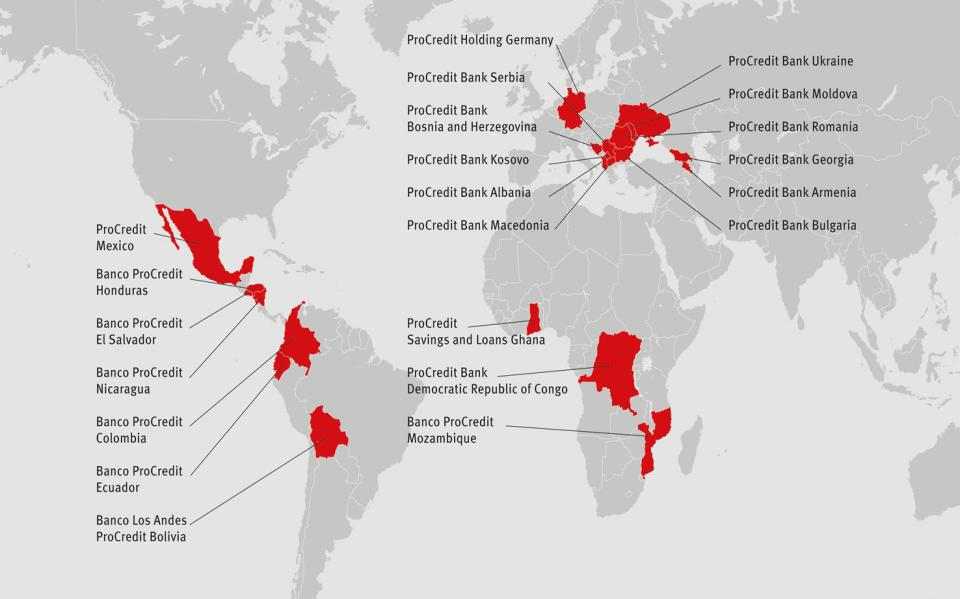 ProCredit Holding Germany
ProCredit Bank Serbia
ProCredit Bank
Bosnia and Herzegovina
ProCredit Bank Kosovo
ProCredit Bank Albania
ProCredit Bank Macedonia
ProCredit Bank Ukraine
ProCredit Bank Moldova
ProCredit Bank Romania
ProCredit Bank Georgia
ProCredit Bank Armenia
ProCredit Bank Bulgaria
ProCredit
Mexico
Banco ProCredit
Honduras
Banco ProCredit
El Salvador
Banco ProCredit
Nicaragua
Banco ProCredit
Colombia
Banco ProCredit
Ecuador
Banco Los Andes
ProCredit Bolivia
ProCredit
Savings and Loans Ghana
ProCredit Bank
Democratic Republic of Congo
Banco ProCredit
Mozambique